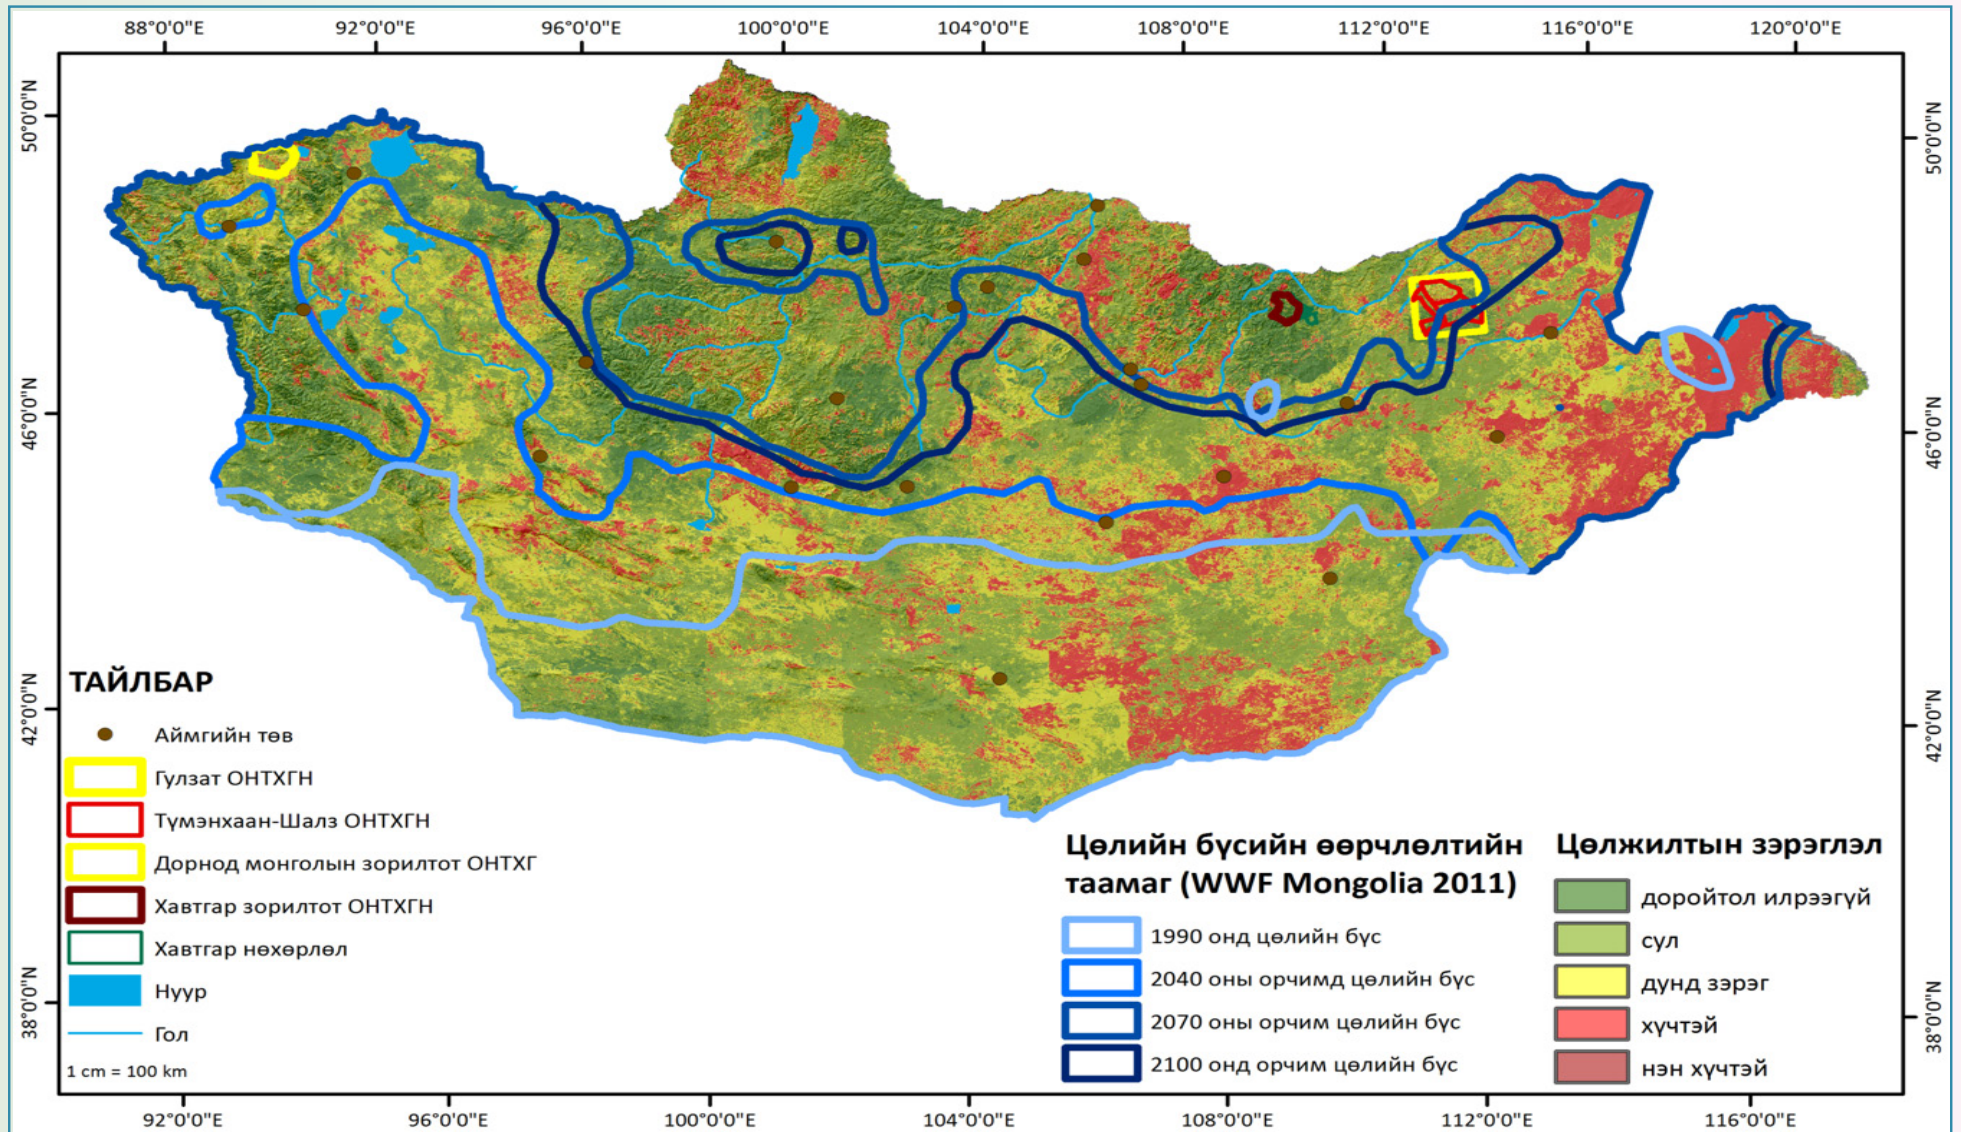 88°0'0"E 92°0'0"E 96°0'0"E 100°0'0"E 104°0'0"E 108°0'0"E 112°0'0"E 116°0'0"E 120°0'0"E
50°0'0"N
46°0'0"N
42°0'0"N
38°0'0"N
50°0'0"N
46°0'0"N
42°0'0"N
38°0'0"N
ТАЙЛБАР
Аймгийн төв
Гулзат ОНТХГН
Түмэнхаан-Шалз ОНТХГН
Дорнод монголын зорилтот ОНТХГ
Хавтгар зорилтот ОНТХГН
Хавтгар нөхөрлөл
Нуур
Гол
1 cm = 100 km
Цөлийн бүсийн өөрчлөлтийн
таамаг (WWF Mongolia 2011)
1990 онд цөлийн бүс
2040 оны орчимд цөлийн бүс
2070 оны орчим цөлийн бүс
2100 онд орчим цөлийн бүс
Цөлжилтын зэрэглэл
доройтол илрээгүй
сул
дунд зэрэг
хүчтэй
нэн хүчтэй
92°0'0"E 96°0'0"E 100°0'0"E 104°0'0"E 108°0'0"E 112°0'0"E 116°0'0"E